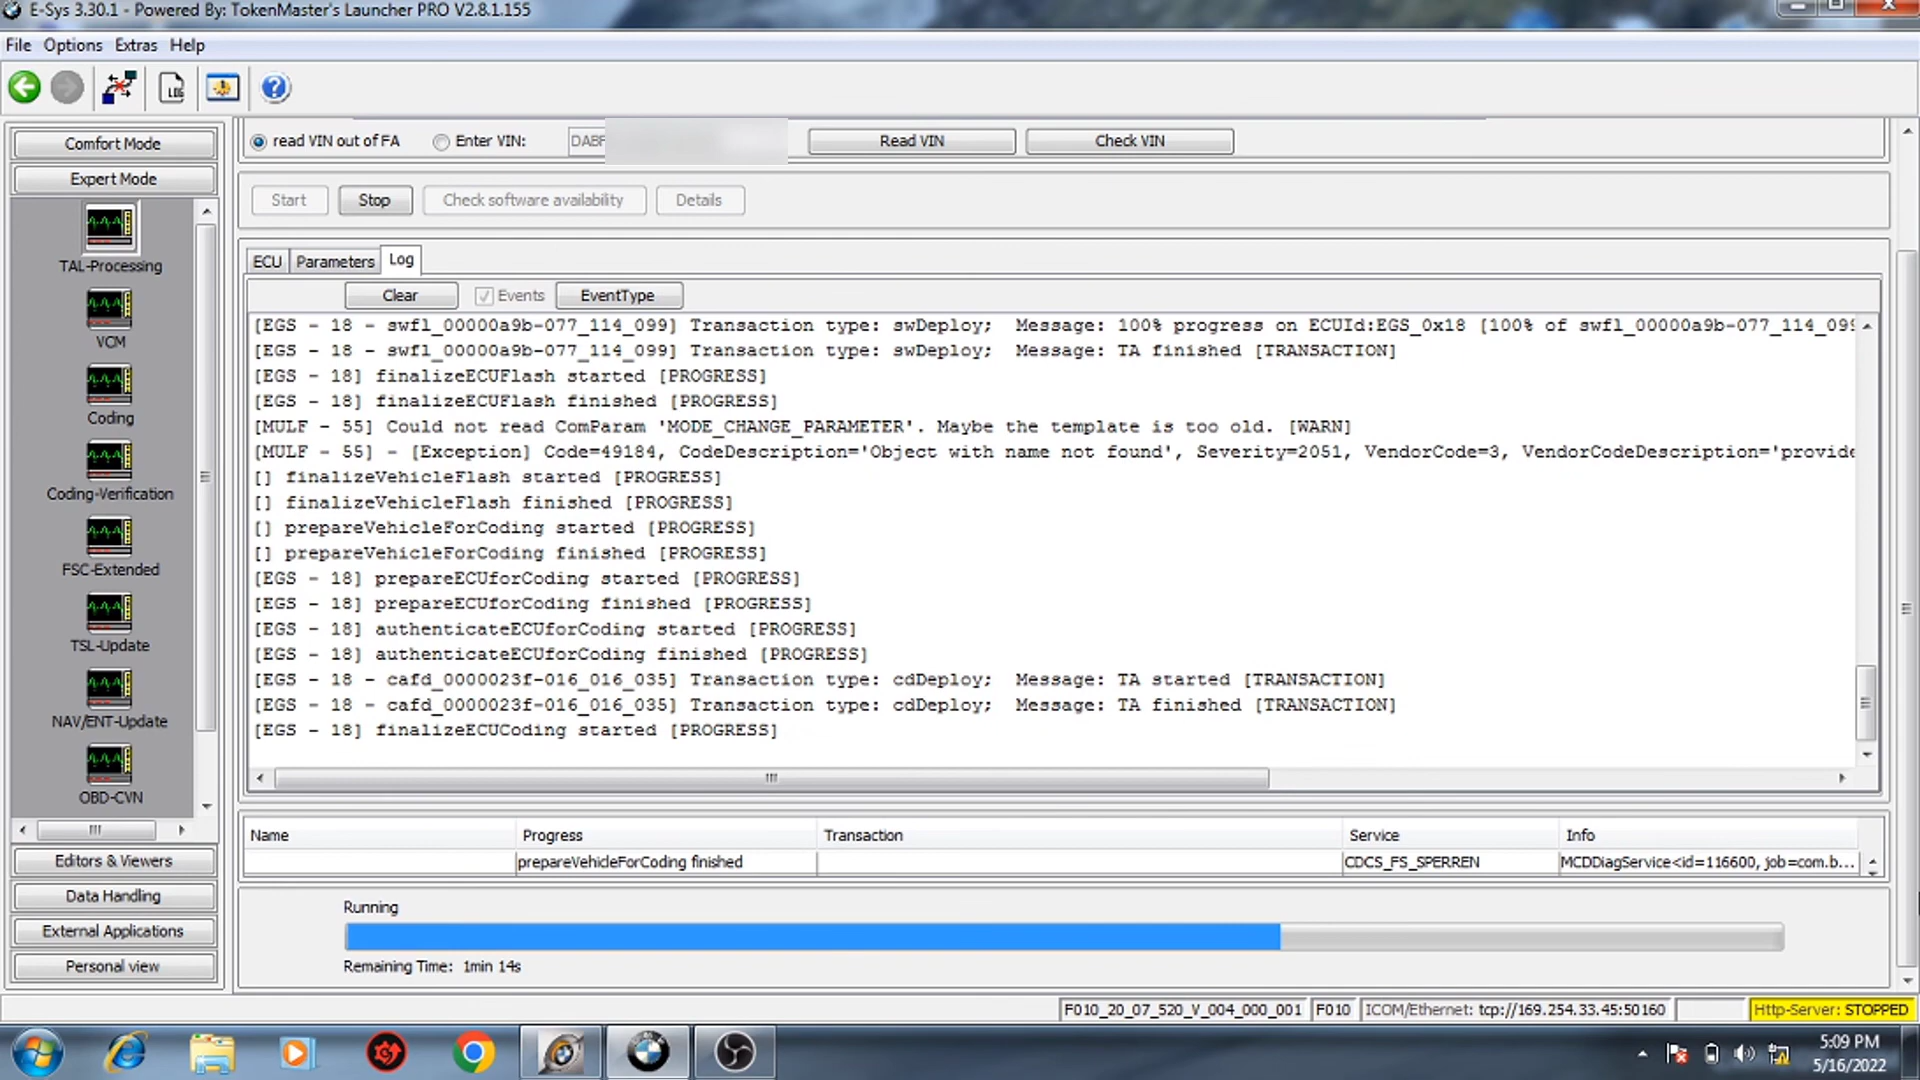 E-Sys 3.30.1 - Powered By: TokenMaster's Launcher PRO V2.8.1.155
File Options Extras Help
LOG
Comfort Mode
Expert Mode
TAL-Processing
VCM
Coding
Coding-Verification
FSC-Extended
TSL-Update
NAV/ENT-Update
OBD-CVN
Editors & Viewers
Data Handling
External Applications
Personal view
read VIN out of FA Enter VIN: Read VIN Check VIN
Start Stop Check software availability Details
ECU Parameters Log
Clear Events EventType
[EGS - 18 - swfl_00000a9b-077_114_099] Transaction type: swDeploy; Message: 100% progress on ECUId:EGS_0x18 [100% of swfl_00000a9b-077_114_099
[EGS - 18 - swfl_00000a9b-077_114_099] Transaction type: swDeploy; Message: TA finished [TRANSACTION]
[EGS - 18] finalizeECUFlash started [PROGRESS]
[EGS - 18] finalizeECUFlash finished [PROGRESS]
[MULF - 55] Could not read ComParam 'MODE_CHANGE_PARAMETER'. Maybe the template is too old. [WARN]
[MULF - 55] - [Exception] Code=49184, CodeDescription='Object with name not found', Severity=2051, VendorCode=3, VendorCodeDescription='provide
[] finalizeVehicleFlash started [PROGRESS]
[] finalizeVehicleFlash finished [PROGRESS]
[] prepareVehicleForCoding started [PROGRESS]
[] prepareVehicleForCoding finished [PROGRESS]
[EGS - 18] prepareECUforCoding started [PROGRESS]
[EGS - 18] prepareECUforCoding finished [PROGRESS]
[EGS - 18] authenticateECUforCoding started [PROGRESS]
[EGS - 18] authenticateECUforCoding finished [PROGRESS]
[EGS - 18 - cafd_0000023f-016_016_035] Transaction type: cdDeploy; Message: TA started [TRANSACTION]
[EGS - 18 - cafd_0000023f-016_016_035] Transaction type: cdDeploy; Message: TA finished [TRANSACTION]
[EGS - 18] finalizeECUCoding started [PROGRESS]
Name Progress Transaction Service Info
prepareVehicleForCoding finished CDCS_FS_SPERREN MCDDiagService<id=116600, job=com.b...
Running
Remaining Time: 1min 14s
F010_20_07_520_V_004_000_001 F010 ICOM/Ethernet: tcp://169.254.33.45:50160 Http-Server: STOPPED
5:09 PM
5/16/2022